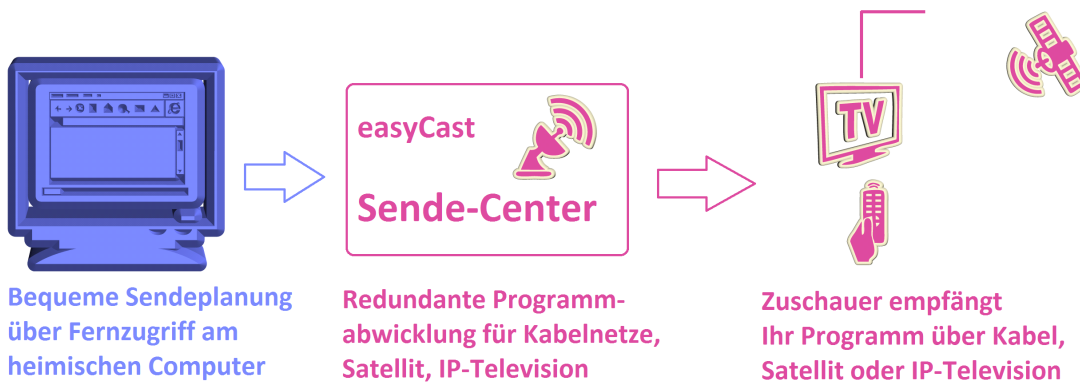 easyCast
Sende-Center
TV
Bequeme Sendeplanung
über Fernzugriff am
heimischen Computer
Redundante Programm-
abwicklung für Kabelnetze,
Satellit, IP-Television
Zuschauer empfängt
Ihr Programm über Kabel,
Satellit oder IP-Television